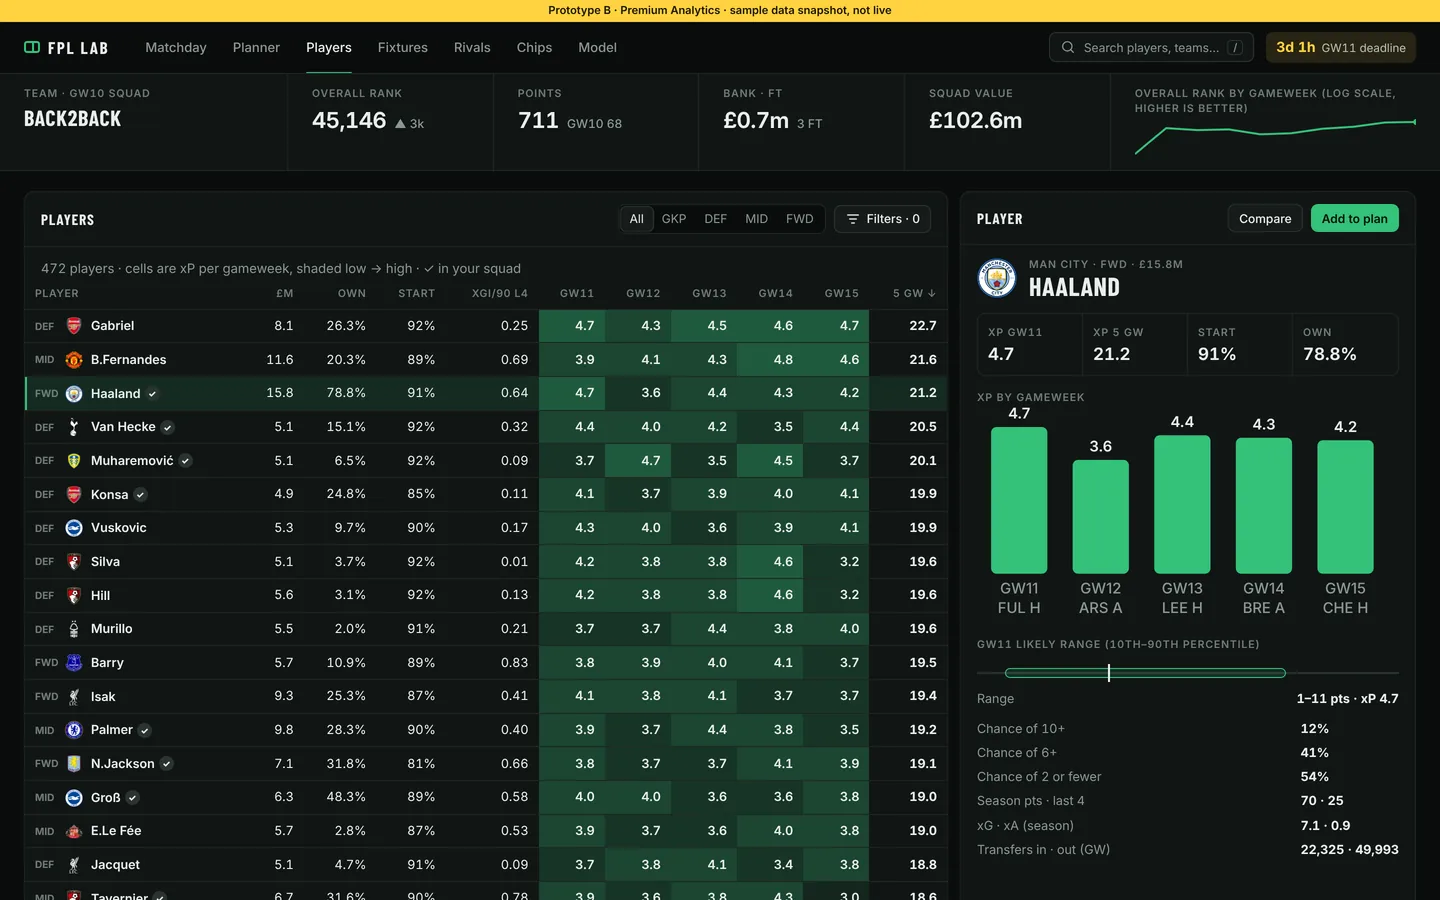 Prototype B · Premium Analytics · sample data snapshot, not live
FPL LAB Matchday Planner Players Fixtures Rivals Chips Model Search players, teams... / 3d 1h GW11 deadline
TEAM · GW10 SQUAD
BACK2BACK
OVERALL RANK
45,146 ▲ 3k
POINTS
711 GW10 68
BANK · FT
£0.7m 3 FT
SQUAD VALUE
£102.6m
OVERALL RANK BY GAMEWEEK (LOG SCALE,
HIGHER IS BETTER)
PLAYERS All GKP DEF MID FWD Filters · 0
472 players · cells are xP per gameweek, shaded low → high · ✓ in your squad
PLAYER £M OWN START XGI/90 L4 GW11 GW12 GW13 GW14 GW15 5 GW ↓
DEF Gabriel 8.1 26.3% 92% 0.25 4.7 4.3 4.5 4.6 4.7 22.7
MID B.Fernandes 11.6 20.3% 89% 0.69 3.9 4.1 4.3 4.8 4.6 21.6
FWD Haaland ✓ 15.8 78.8% 91% 0.64 4.7 3.6 4.4 4.3 4.2 21.2
DEF Van Hecke ✓ 5.1 15.1% 92% 0.32 4.4 4.0 4.2 3.5 4.4 20.5
DEF Muharemović ✓ 5.1 6.5% 92% 0.09 3.7 4.7 3.5 4.5 3.7 20.1
DEF Konsa ✓ 4.9 24.8% 85% 0.11 4.1 3.7 3.9 4.0 4.1 19.9
DEF Vuskovic 5.3 9.7% 90% 0.17 4.3 4.0 3.6 3.9 4.1 19.9
DEF Silva 5.1 3.7% 92% 0.01 4.2 3.8 3.8 4.6 3.2 19.6
DEF Hill 5.6 3.1% 92% 0.13 4.2 3.8 3.8 4.6 3.2 19.6
DEF Murillo 5.5 2.0% 91% 0.21 3.7 3.7 4.4 3.8 4.0 19.6
FWD Barry 5.7 10.9% 89% 0.83 3.8 3.9 4.0 4.1 3.7 19.5
FWD Isak 9.3 25.3% 87% 0.41 4.1 3.8 4.1 3.7 3.7 19.4
MID Palmer ✓ 9.8 28.3% 90% 0.40 3.9 3.7 4.4 3.8 3.5 19.2
FWD N.Jackson ✓ 7.1 31.8% 81% 0.66 3.8 3.7 3.7 4.1 3.9 19.1
MID Groß ✓ 6.3 48.3% 89% 0.58 4.0 4.0 3.6 3.6 3.8 19.0
MID E.Le Fée 5.7 2.8% 87% 0.53 3.9 3.7 3.6 4.0 3.8 19.0
DEF Jacquet 5.1 4.7% 91% 0.09 3.7 3.8 4.1 3.4 3.8 18.8
MID Tavernier ✓ 6.7 31.6% 90% 0.78 3.9 3.6 3.8 4.3 3.0 18.6
PLAYER Compare Add to plan
MAN CITY · FWD · £15.8M
HAALAND
XP GW11 XP 5 GW START OWN
4.7 21.2 91% 78.8%
XP BY GAMEWEEK
4.7 3.6 4.4 4.3 4.2
GW11 GW12 GW13 GW14 GW15
FUL H ARS A LEE H BRE A CHE H
GW11 LIKELY RANGE (10TH–90TH PERCENTILE)
Range 1–11 pts · xP 4.7
Chance of 10+ 12%
Chance of 6+ 41%
Chance of 2 or fewer 54%
Season pts · last 4 70 · 25
xG · xA (season) 7.1 · 0.9
Transfers in · out (GW) 22,325 · 49,993